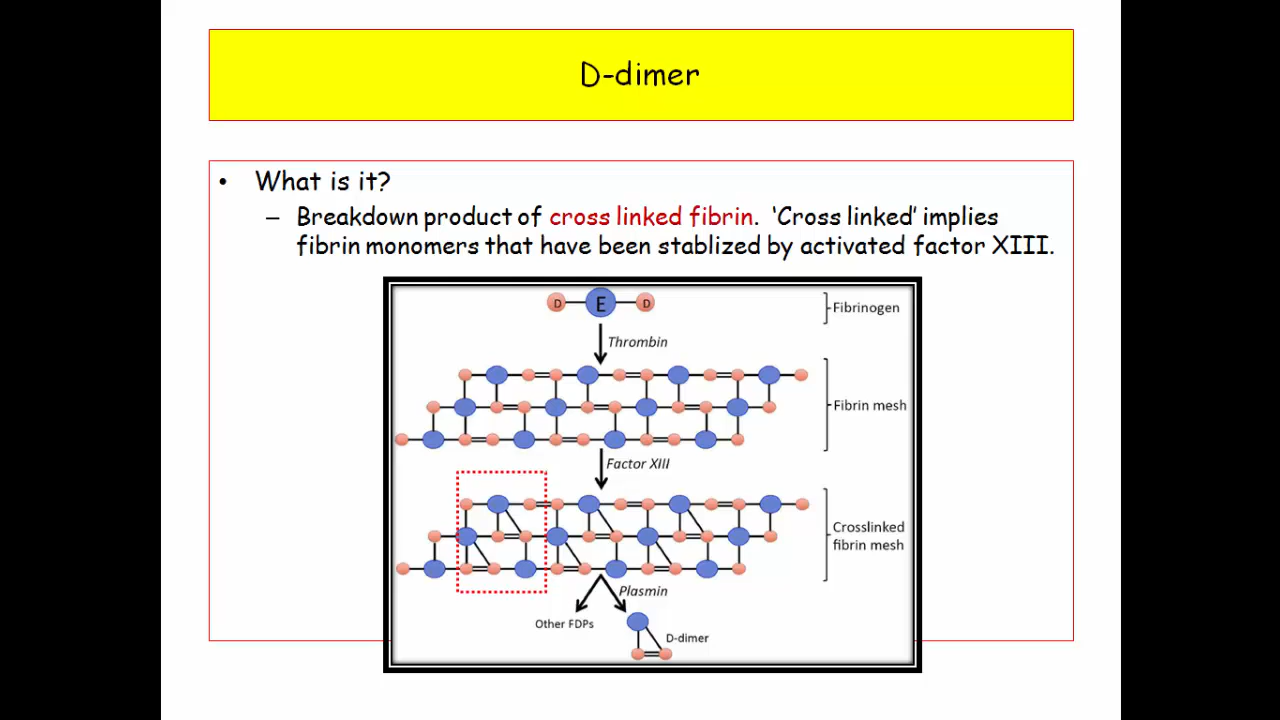 D-dimer
• What is it?
– Breakdown product of cross linked fibrin. ‘Cross linked’ implies
fibrin monomers that have been stablized by activated factor XIII.
D E D
Fibrinogen
Thrombin
Fibrin mesh
Factor XIII
Crosslinked
fibrin mesh
Plasmin
Other FDPs
D-dimer